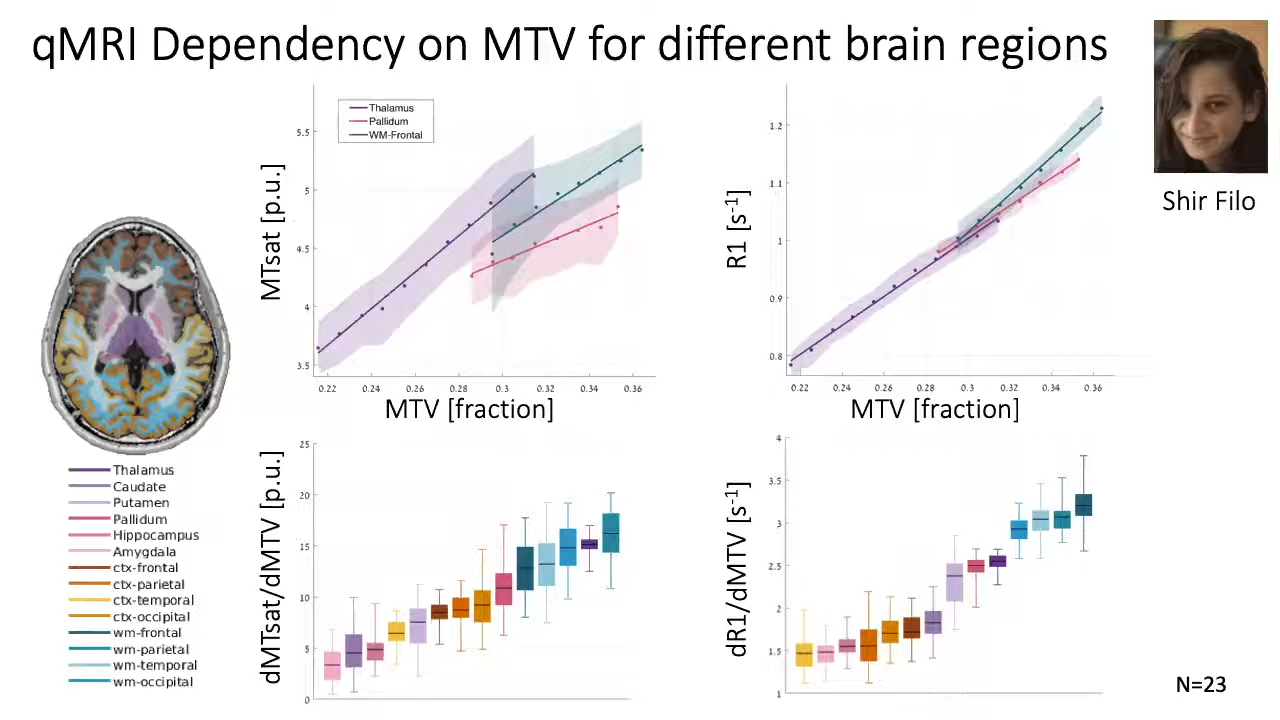 qMRI Dependency on MTV for different brain regions
Shir Filo
Thalamus
Pallidum
WM-Frontal
MTsat [p.u.]
5.5
5
4.5
4
3.5
0.22 0.24 0.26 0.28 0.3 0.32 0.34 0.36
MTV [fraction]
R1 [s-1]
1.2
1.1
1
0.9
0.8
0.22 0.24 0.26 0.28 0.3 0.32 0.34 0.36
MTV [fraction]
Thalamus
Caudate
Putamen
Pallidum
Hippocampus
Amygdala
ctx-frontal
ctx-parietal
ctx-temporal
ctx-occipital
wm-frontal
wm-parietal
wm-temporal
wm-occipital
dMTsat/dMTV [p.u.]
25
20
15
10
5
0
dR1/dMTV [s-1]
4
3.5
3
2.5
2
1.5
1
N=23